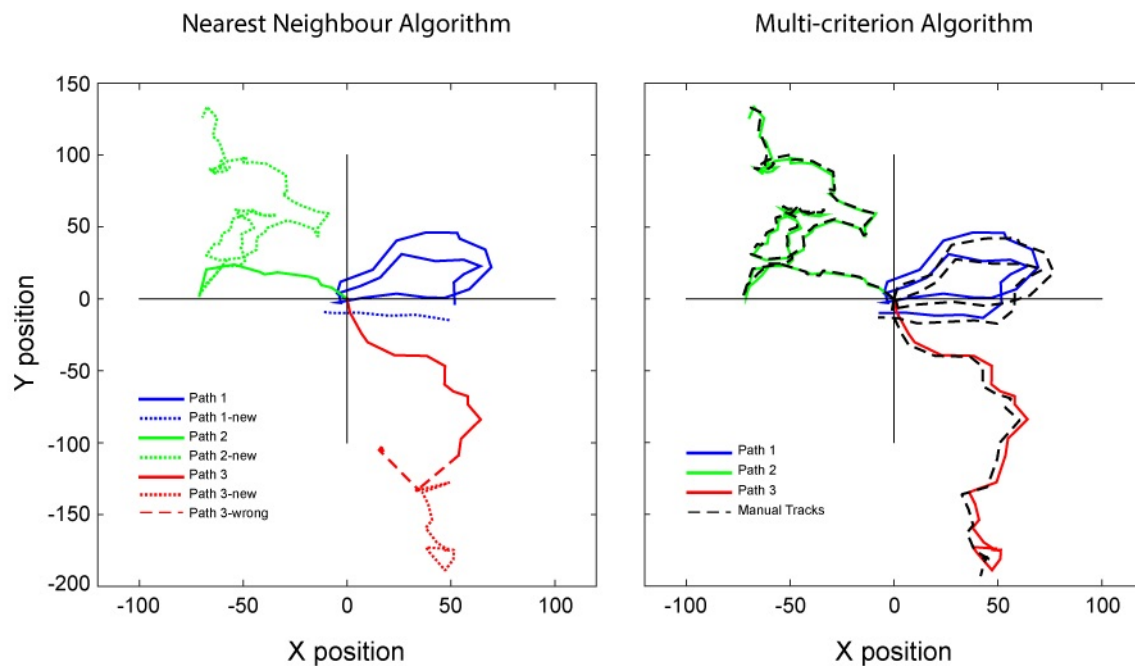 Nearest Neighbour Algorithm
Multi-criterion Algorithm
150
100
50
0
-50
-100
-150
-200
Y position
Path 1
Path 1-new
Path 2
Path 2-new
Path 3
Path 3-new
Path 3-wrong
-100
-50
0
50
100
X position
Path 1
Path 2
Path 3
Manual Tracks
-100
-50
0
50
100
X position